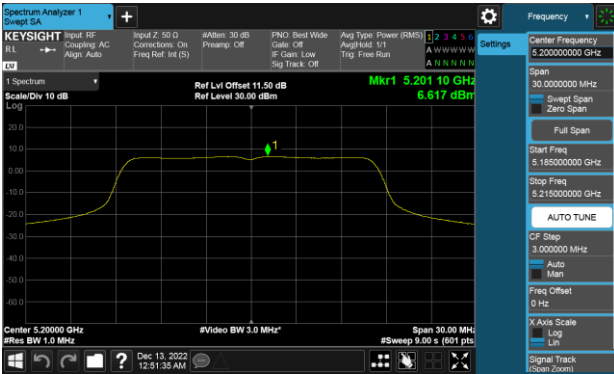 Spectrum Analyzer 1
Swept SA
+
Frequency
KEYSIGHT
RL
Input: RF
Coupling: AC
Align: Auto
Input Z: 50 Ω
Corrections: On
Freq Ref: Int (S)
#Atten: 30 dB
Preamp: Off
PNO: Best Wide
Gate: Off
IF Gain: Low
Sig Track: Off
Avg Type: Power (RMS)
Avg|Hold: 1/1
Trig: Free Run
1 2 3 4 5 6
A W W W W W
A N N N N N
LXI
1 Spectrum
Scale/Div 10 dB
Log
Ref Lvl Offset 11.50 dB
Ref Level 30.00 dBm
Mkr1 5.201 10 GHz
6.617 dBm
20.0
10.0
0.00
-10.0
-20.0
-30.0
-40.0
-50.0
-60.0
1
Center 5.20000 GHz
#Res BW 1.0 MHz
#Video BW 3.0 MHz*
Span 30.00 MHz
#Sweep 9.00 s (601 pts)
?
Dec 13, 2022
12:51:35 AM
Settings
Center Frequency
5.200000000 GHz
Span
30.0000000 MHz
Swept Span
Zero Span
Full Span
Start Freq
5.185000000 GHz
Stop Freq
5.215000000 GHz
AUTO TUNE
CF Step
3.000000 MHz
Auto
Man
Freq Offset
0 Hz
X Axis Scale
Log
Lin
Signal Track
(Span Zoom)